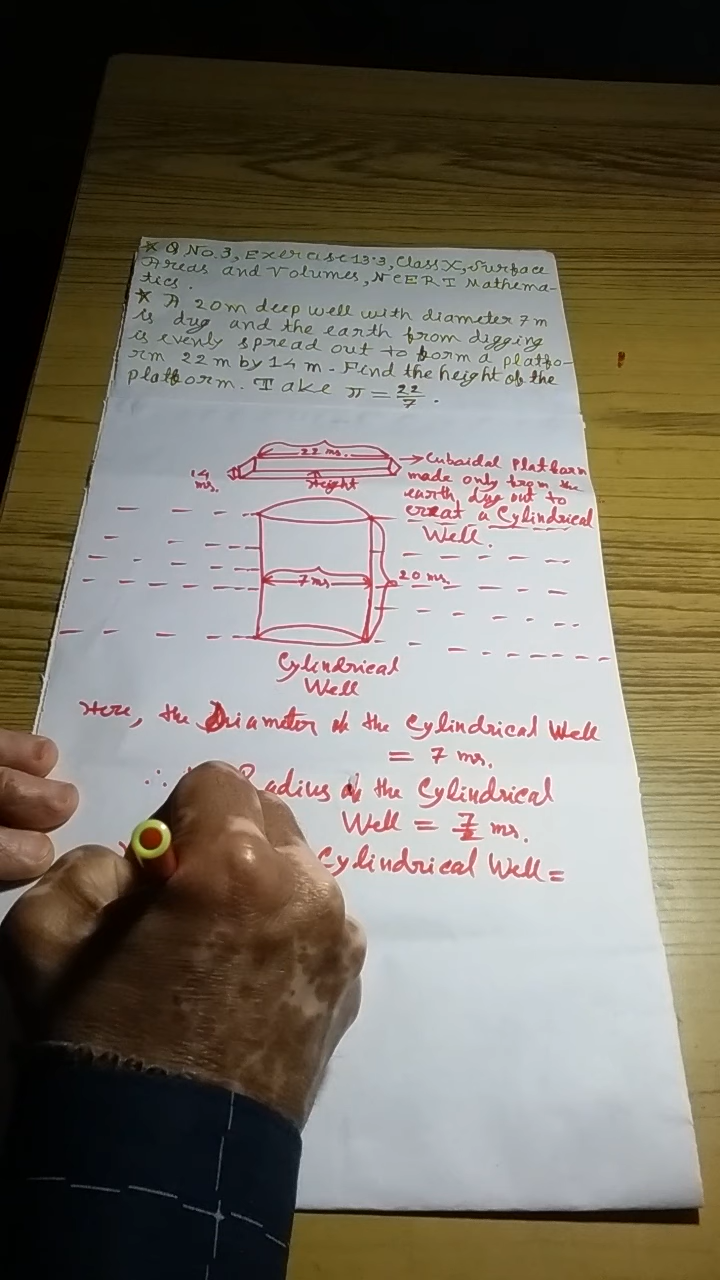 * Q No. 3, Exercise 13.3, Class X, Surface
Areas and Volumes, NCERT Mathema-
tics.
* A 20m deep well with diameter 7m
is dug and the earth from digging
is evenly spread out to form a platfo-
rm 22 m by 14 m. Find the height of the
platform. Take π = 22/7.
22 ms.
14
ms.
Height
→ Cuboidal Platform
made only from the
earth, dug out to
creat a Cylindrical
Well.
7 ms.
20 ms.
Cylindrical
Well
Here, the Diameter of the Cylindrical Well
= 7 ms.
∴ Radius of the Cylindrical
Well = 7/2 ms.
Cylindrical Well =